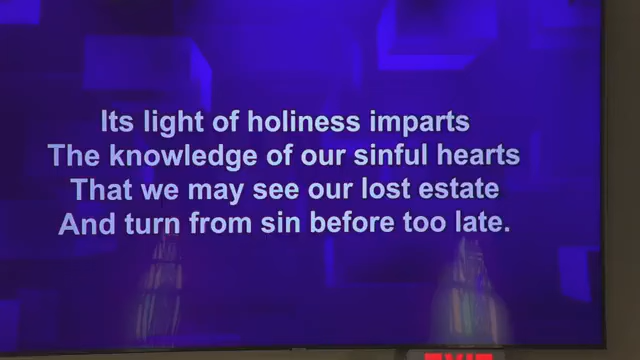 Its light of holiness imparts
The knowledge of our sinful hearts
That we may see our lost estate
And turn from sin before too late.
EXIT